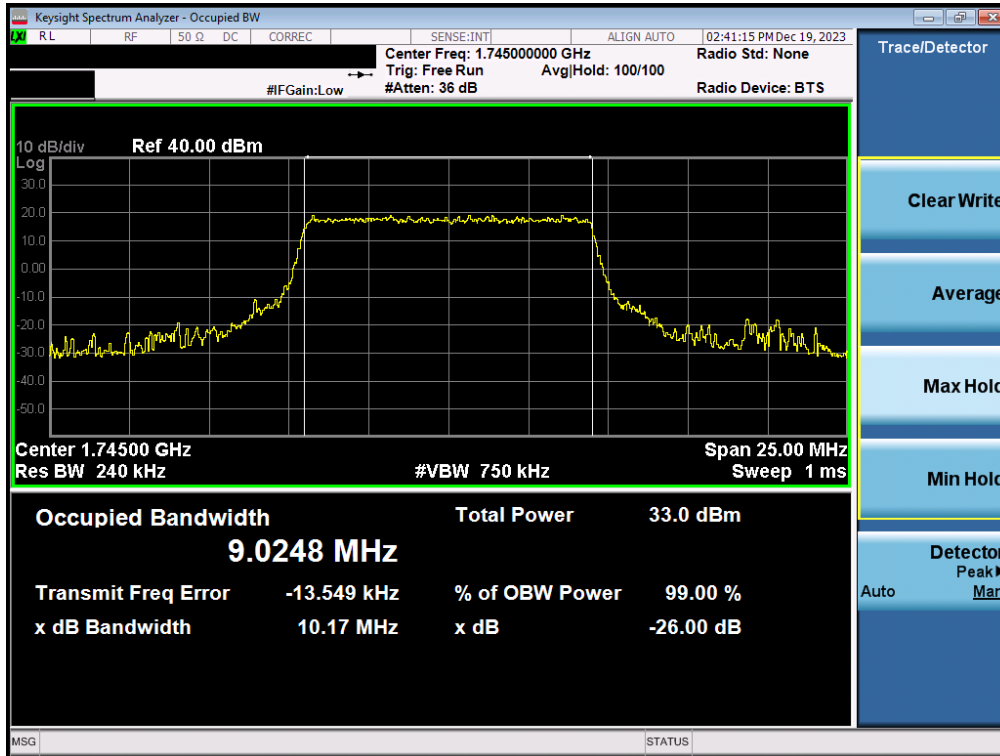 Keysight Spectrum Analyzer - Occupied BW
LXI RL RF 50 Ω DC CORREC SENSE:INT ALIGN AUTO 02:41:15 PM Dec 19, 2023
Center Freq: 1.745000000 GHz Radio Std: None
Trig: Free Run Avg|Hold: 100/100
#IFGain:Low #Atten: 36 dB Radio Device: BTS
Trace/Detector
10 dB/div Ref 40.00 dBm
Log
30.0
20.0
10.0
0.00
-10.0
-20.0
-30.0
-40.0
-50.0
Center 1.74500 GHz Span 25.00 MHz
Res BW 240 kHz #VBW 750 kHz Sweep 1 ms
Occupied Bandwidth Total Power 33.0 dBm
9.0248 MHz
Transmit Freq Error -13.549 kHz % of OBW Power 99.00 %
x dB Bandwidth 10.17 MHz x dB -26.00 dB
Clear Write
Average
Max Hold
Min Hold
Detector
Peak
Auto Man
MSG STATUS